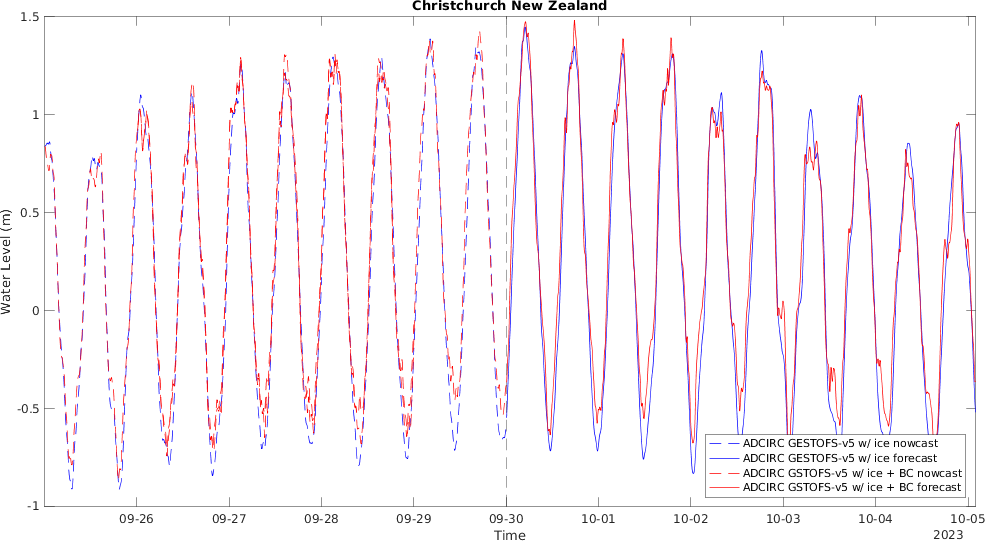 Christchurch New Zealand
1.5
1
0.5
0
-0.5
-1
Water Level (m)
09-26 09-27 09-28 09-29 09-30 10-01 10-02 10-03 10-04 10-05
Time
2023
ADCIRC GESTOFS-v5 w/ ice nowcast
ADCIRC GESTOFS-v5 w/ ice forecast
ADCIRC GSTOFS-v5 w/ ice + BC nowcast
ADCIRC GESTOFS-v5 w/ ice + BC forecast